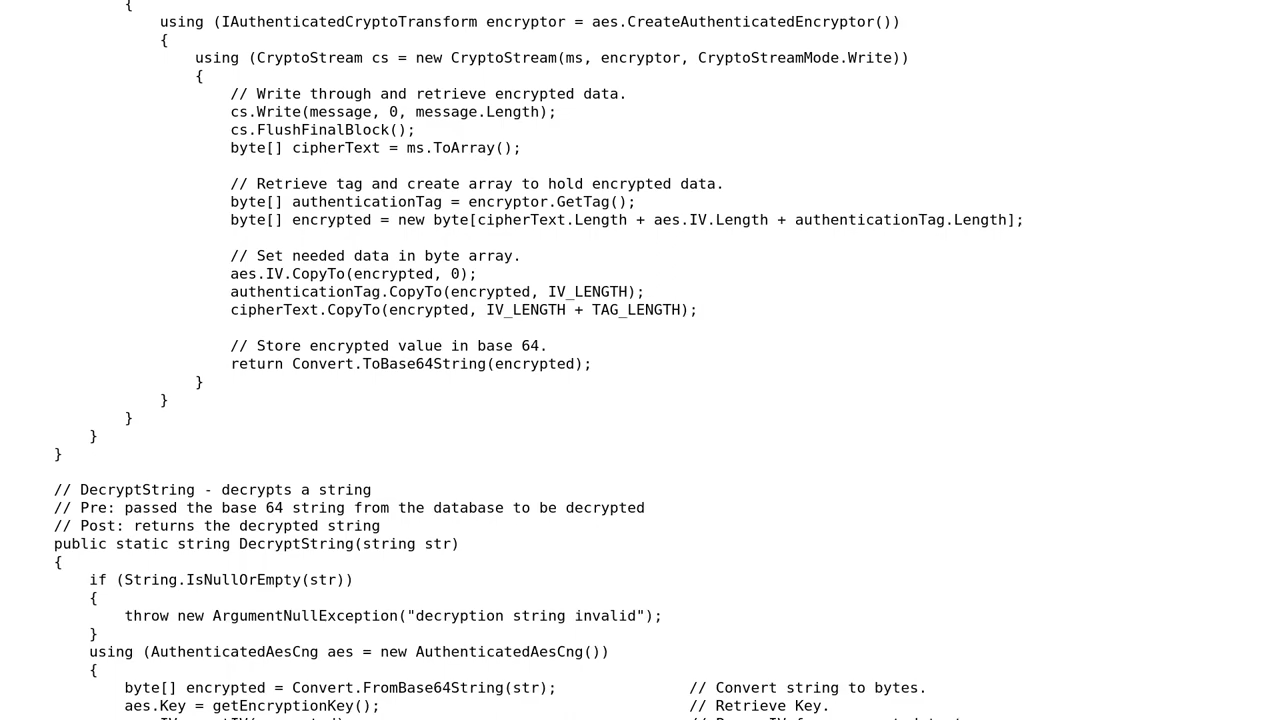 {
using (IAuthenticatedCryptoTransform encryptor = aes.CreateAuthenticatedEncryptor())
{
using (CryptoStream cs = new CryptoStream(ms, encryptor, CryptoStreamMode.Write))
{
// Write through and retrieve encrypted data.
cs.Write(message, 0, message.Length);
cs.FlushFinalBlock();
byte[] cipherText = ms.ToArray();
// Retrieve tag and create array to hold encrypted data.
byte[] authenticationTag = encryptor.GetTag();
byte[] encrypted = new byte[cipherText.Length + aes.IV.Length + authenticationTag.Length];
// Set needed data in byte array.
aes.IV.CopyTo(encrypted, 0);
authenticationTag.CopyTo(encrypted, IV_LENGTH);
cipherText.CopyTo(encrypted, IV_LENGTH + TAG_LENGTH);
// Store encrypted value in base 64.
return Convert.ToBase64String(encrypted);
}
}
}
}
}
// DecryptString - decrypts a string
// Pre: passed the base 64 string from the database to be decrypted
// Post: returns the decrypted string
public static string DecryptString(string str)
{
if (String.IsNullOrEmpty(str))
{
throw new ArgumentNullException("decryption string invalid");
}
using (AuthenticatedAesCng aes = new AuthenticatedAesCng())
{
byte[] encrypted = Convert.FromBase64String(str); // Convert string to bytes.
aes.Key = getEncryptionKey(); // Retrieve Key.